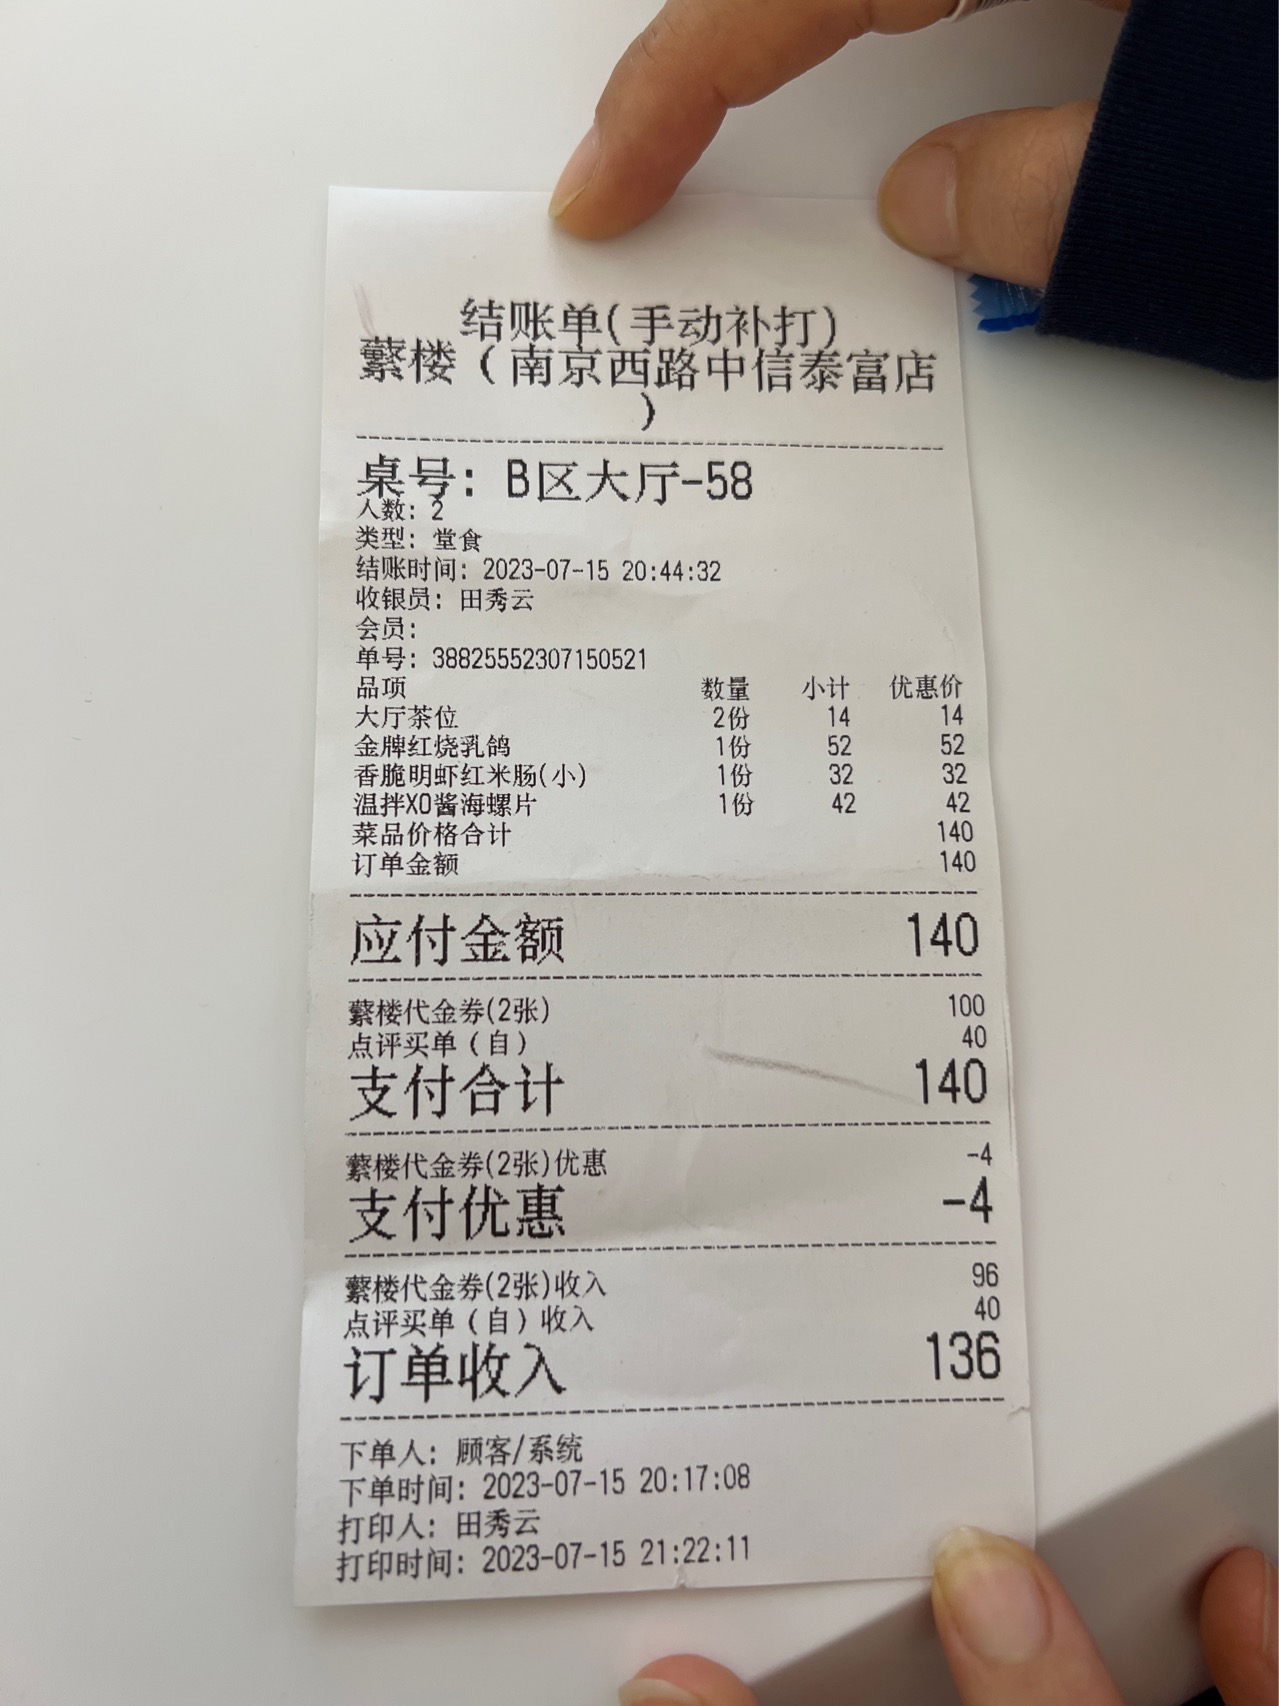 结账单(手动补打)
蘩楼（南京西路中信泰富店
）
桌号: B区大厅-58
人数: 2
类型: 堂食
结账时间: 2023-07-15 20:44:32
收银员: 田秀云
会员:
单号: 38825552307150521
品项 数量 小计 优惠价
大厅茶位 2份 14 14
金牌红烧乳鸽 1份 52 52
香脆明虾红米肠(小) 1份 32 32
温拌XO酱海螺片 1份 42 42
菜品价格合计 140
订单金额 140
应付金额 140
蘩楼代金券(2张) 100
点评买单（自） 40
支付合计 140
蘩楼代金券(2张)优惠 -4
支付优惠 -4
蘩楼代金券(2张)收入 96
点评买单（自）收入 40
订单收入 136
下单人: 顾客/系统
下单时间: 2023-07-15 20:17:08
打印人: 田秀云
打印时间: 2023-07-15 21:22:11